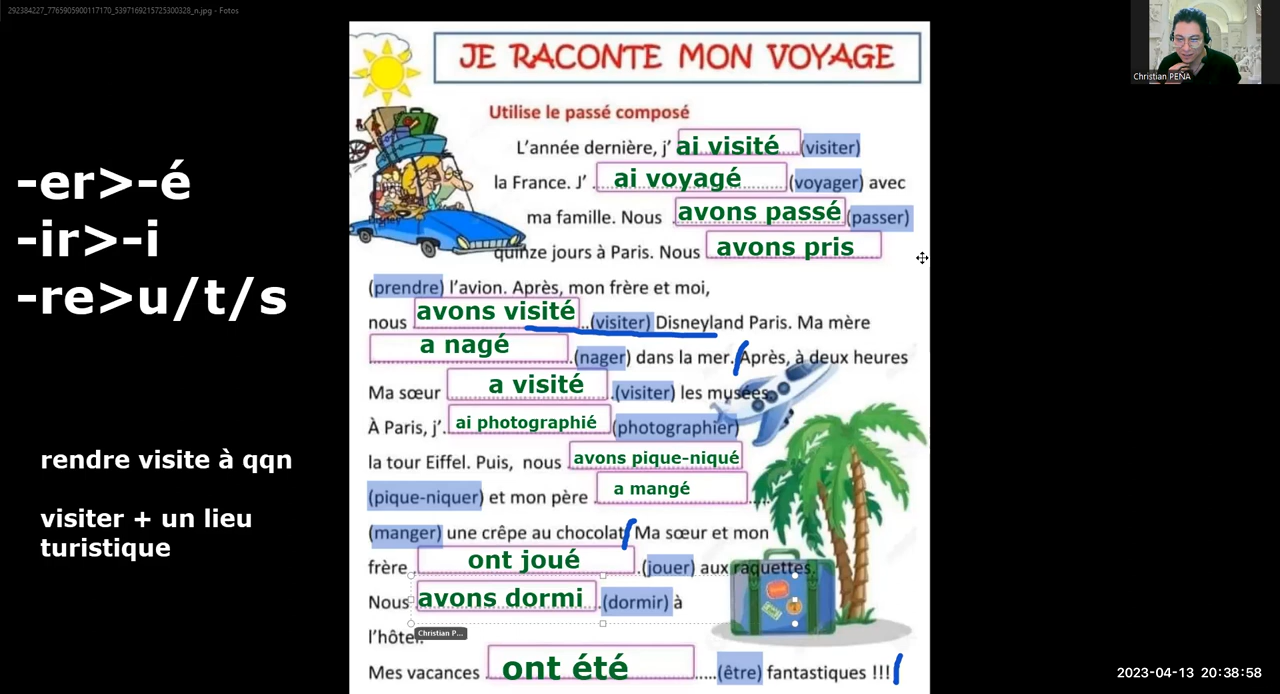 292384227_7765905900117170_5397169215725300328_n.jpg - Fotos
Christian PEÑA
JE RACONTE MON VOYAGE
Utilise le passé composé
L'année dernière, j' ai visité (visiter)
la France. J' ai voyagé (voyager) avec
ma famille. Nous avons passé (passer)
quinze jours à Paris. Nous avons pris
(prendre) l'avion. Après, mon frère et moi,
nous avons visité (visiter) Disneyland Paris. Ma mère
a nagé (nager) dans la mer. Après, à deux heures
Ma sœur a visité (visiter) les musées.
À Paris, j' ai photographié (photographier)
la tour Eiffel. Puis, nous avons pique-niqué
(pique-niquer) et mon père a mangé
(manger) une crêpe au chocolat. Ma sœur et mon
frère ont joué (jouer) aux raquettes.
Nous avons dormi (dormir) à
l'hôtel.
Christian P...
Mes vacances ont été (être) fantastiques !!!
-er>-é
-ir>-i
-re>u/t/s
rendre visite à qqn
visiter + un lieu
turistique
2023-04-13 20:38:58